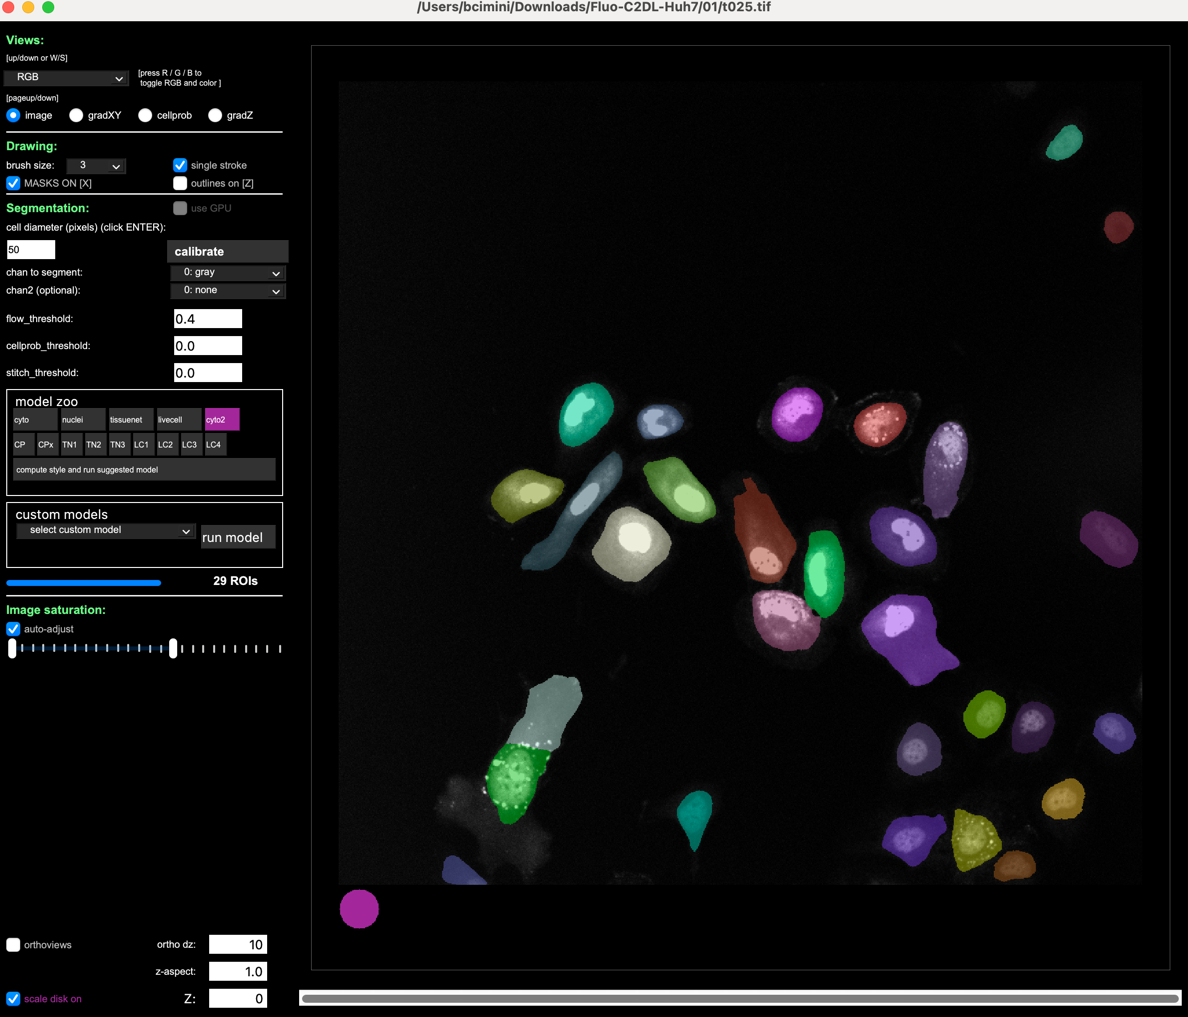 /Users/bcimini/Downloads/Fluo-C2DL-Huh7/01/t025.tif
Views:
[up/down or W/S]
RGB
[press R / G / B to
toggle RGB and color ]
[pageup/down]
image gradXY cellprob gradZ
Drawing:
brush size: 3 single stroke
MASKS ON [X] outlines on [Z]
Segmentation: use GPU
cell diameter (pixels) (click ENTER):
50 calibrate
chan to segment: 0: gray
chan2 (optional): 0: none
flow_threshold: 0.4
cellprob_threshold: 0.0
stitch_threshold: 0.0
model zoo
cyto nuclei tissuenet livecell cyto2
CP CPx TN1 TN2 TN3 LC1 LC2 LC3 LC4
compute style and run suggested model
custom models
select custom model run model
29 ROIs
Image saturation:
auto-adjust
orthoviews ortho dz: 10
z-aspect: 1.0
scale disk on Z: 0